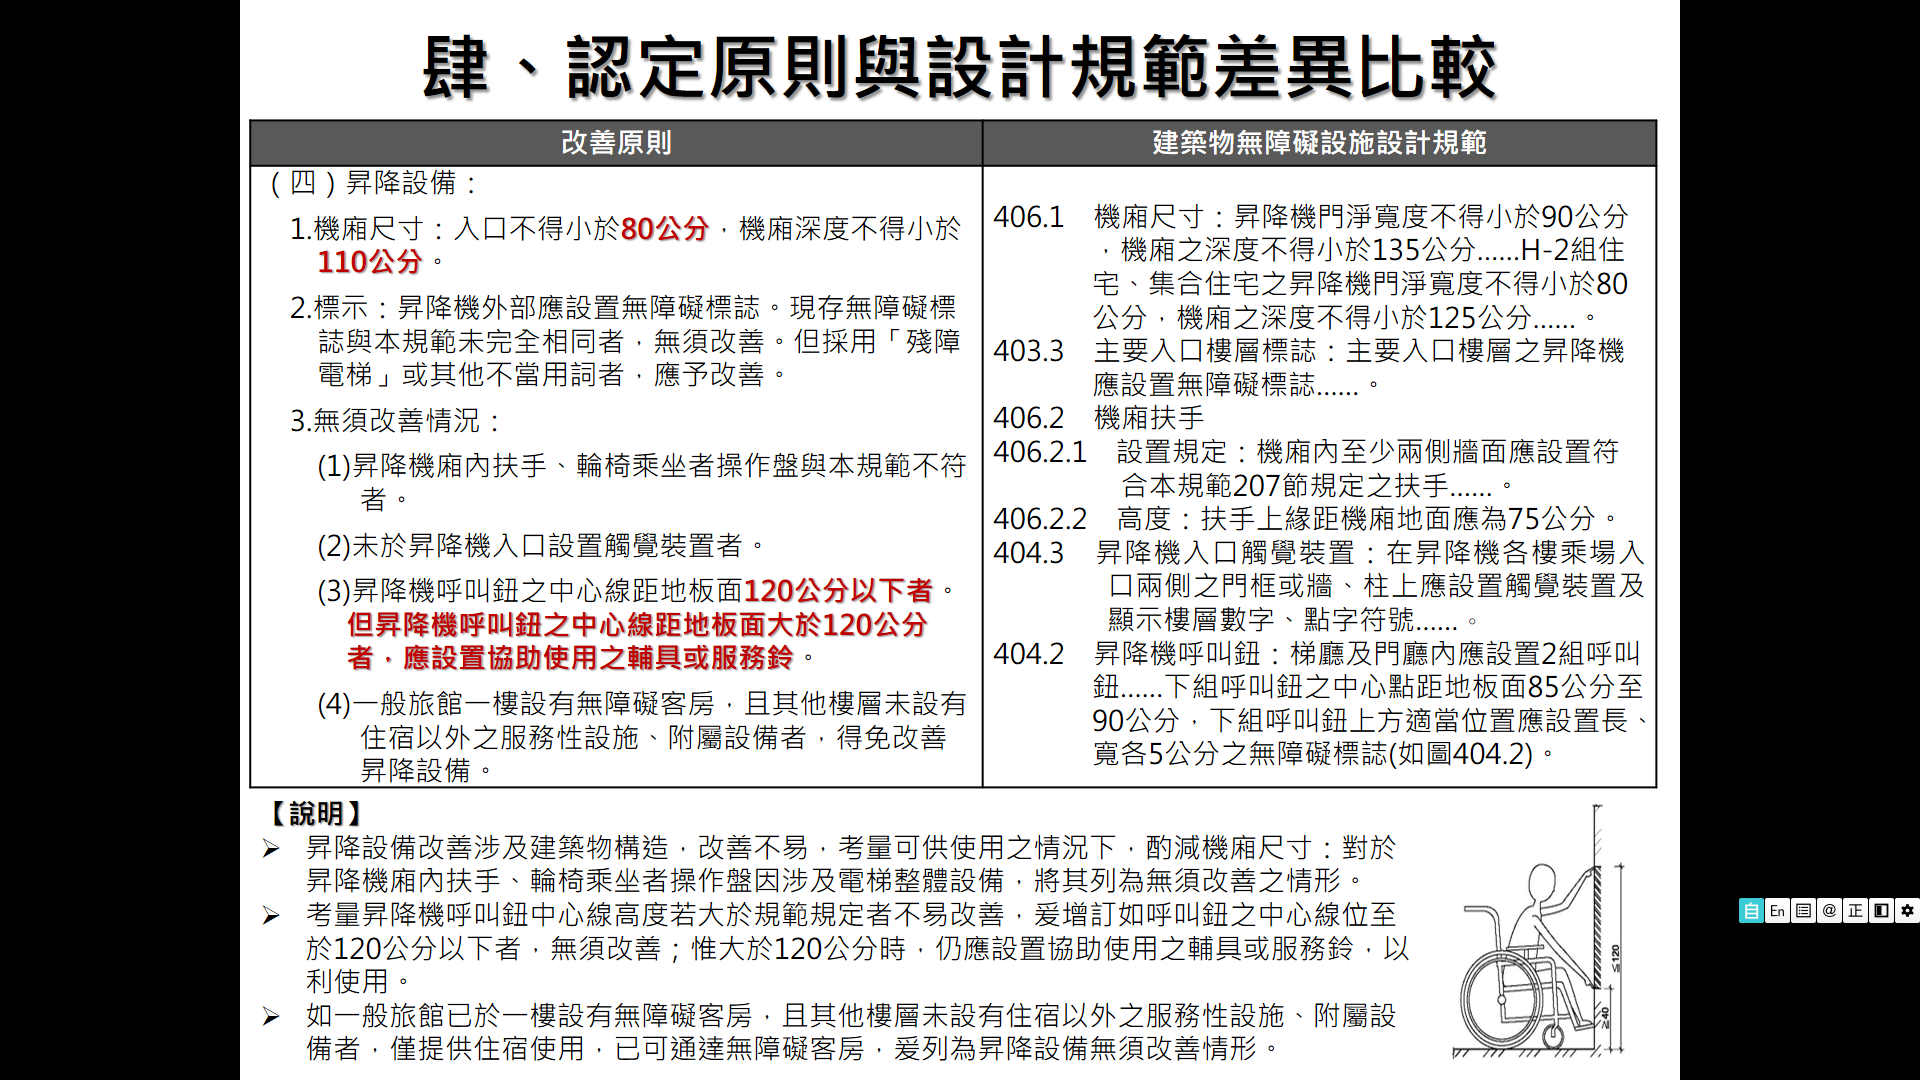 肆、認定原則與設計規範差異比較
改善原則
建築物無障礙設施設計規範
（四）昇降設備：
1.機廂尺寸：入口不得小於80公分，機廂深度不得小於
110公分。
2.標示：昇降機外部應設置無障礙標誌。現存無障礙標
誌與本規範未完全相同者，無須改善。但採用「殘障
電梯」或其他不當用詞者，應予改善。
3.無須改善情況：
(1)昇降機廂內扶手、輪椅乘坐者操作盤與本規範不符
者。
(2)未於昇降機入口設置觸覺裝置者。
(3)昇降機呼叫鈕之中心線距地板面120公分以下者。
但昇降機呼叫鈕之中心線距地板面大於120公分
者，應設置協助使用之輔具或服務鈴。
(4)一般旅館一樓設有無障礙客房，且其他樓層未設有
住宿以外之服務性設施、附屬設備者，得免改善
昇降設備。
406.1 機廂尺寸：昇降機門淨寬度不得小於90公分
，機廂之深度不得小於135公分......H-2組住
宅、集合住宅之昇降機門淨寬度不得小於80
公分，機廂之深度不得小於125公分......。
403.3 主要入口樓層標誌：主要入口樓層之昇降機
應設置無障礙標誌......。
406.2 機廂扶手
406.2.1 設置規定：機廂內至少兩側牆面應設置符
合本規範207節規定之扶手......。
406.2.2 高度：扶手上緣距機廂地面應為75公分。
404.3 昇降機入口觸覺裝置：在昇降機各樓乘場入
口兩側之門框或牆、柱上應設置觸覺裝置及
顯示樓層數字、點字符號......。
404.2 昇降機呼叫鈕：梯廳及門廳內應設置2組呼叫
鈕......下組呼叫鈕之中心點距地板面85公分至
90公分，下組呼叫鈕上方適當位置應設置長、
寬各5公分之無障礙標誌(如圖404.2)。
【說明】
➢ 昇降設備改善涉及建築物構造，改善不易，考量可供使用之情況下，酌減機廂尺寸：對於
昇降機廂內扶手、輪椅乘坐者操作盤因涉及電梯整體設備，將其列為無須改善之情形。
➢ 考量昇降機呼叫鈕中心線高度若大於規範規定者不易改善，爰增訂如呼叫鈕之中心線位至
於120公分以下者，無須改善；惟大於120公分時，仍應設置協助使用之輔具或服務鈴，以
利使用。
➢ 如一般旅館已於一樓設有無障礙客房，且其他樓層未設有住宿以外之服務性設施、附屬設
備者，僅提供住宿使用，已可通達無障礙客房，爰列為昇降設備無須改善情形。
≤120
≥40
自 En @ 正